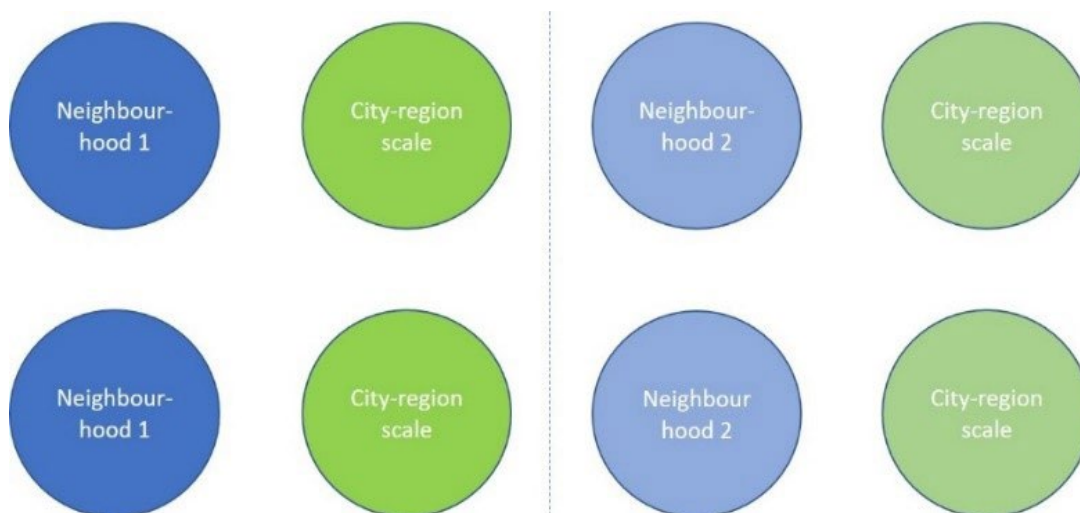 Neighbour-
hood 1
City-region
scale
Neighbour-
hood 2
City-region
scale
Neighbour-
hood 1
City-region
scale
Neighbour
hood 2
City-region
scale